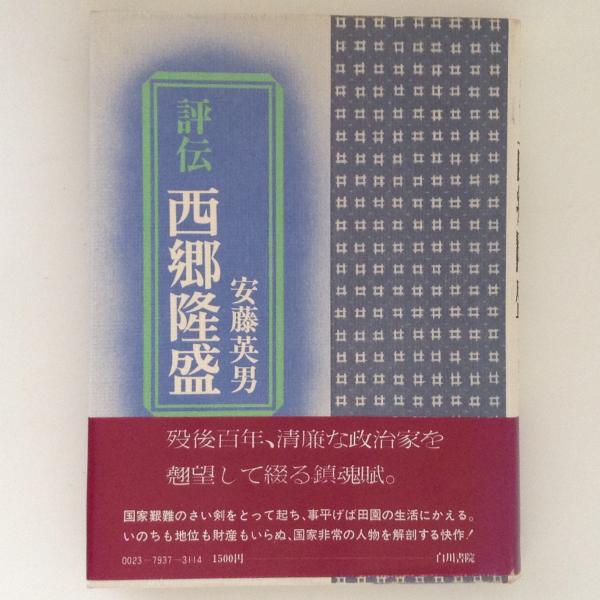 評伝
西郷隆盛
安藤英男
歿後百年、清廉な政治家を
翹望して綴る鎮魂賦。
国家艱難のさい剣をとって起ち、事平げば田園の生活にかえる。
いのちも地位も財産もいらぬ、国家非常の人物を解剖する快作！
0023-7937-3114 1500円 白川書院